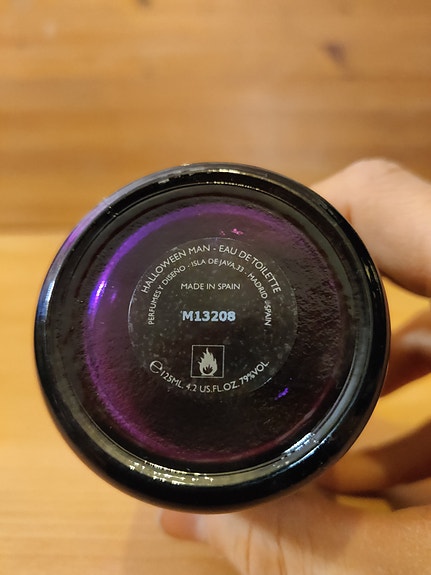 HALLOWEEN MAN - EAU DE TOILETTE
PERFUMES Y DISEÑO - ISLA DE JAVA,33 . MADRID #SPAIN
MADE IN SPAIN
M13208
℮125ML. 4.2 US.FL.OZ. 79%VOL.